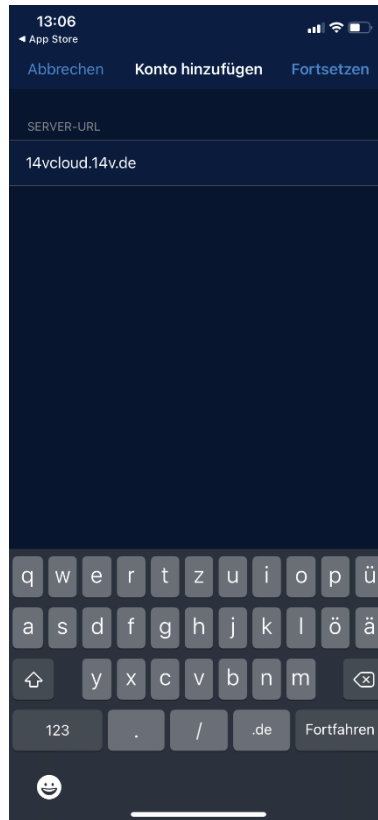 13:06
◄ App Store
Abbrechen Konto hinzufügen Fortsetzen
SERVER-URL
14vcloud.14v.de
q w e r t z u i o p ü
a s d f g h j k l ö ä
y x c v b n m
123 . / .de Fortfahren